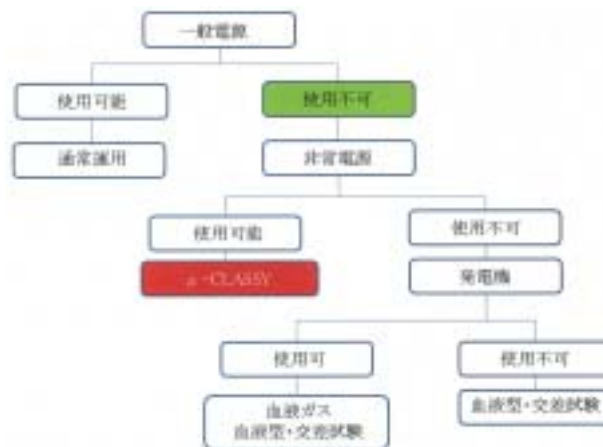 一般電源
使用可能
使用不可
通常運用
非常電源
使用可能
使用不可
μ-CLASSY
発電機
使用可
使用不可
血液ガス
血液型・交差試験
血液型・交差試験